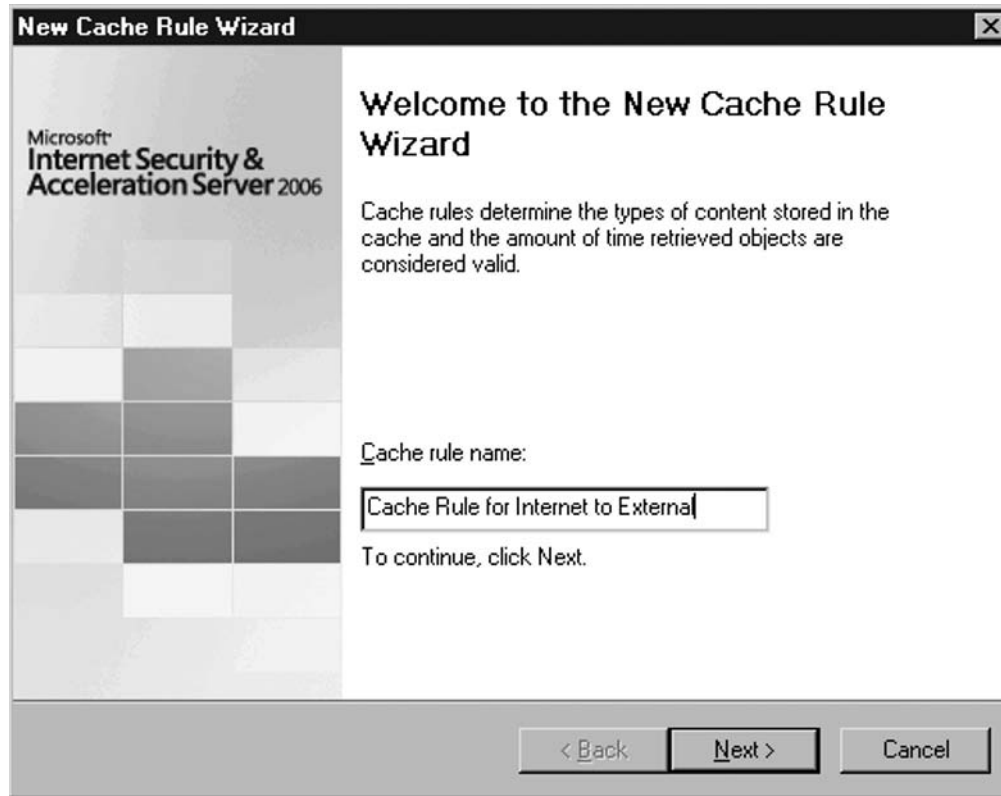 New Cache Rule Wizard
Microsoft
Internet Security &
Acceleration Server 2006
Welcome to the New Cache Rule
Wizard
Cache rules determine the types of content stored in the
cache and the amount of time retrieved objects are
considered valid.
Cache rule name:
Cache Rule for Internet to External
To continue, click Next.
< Back
Next >
Cancel